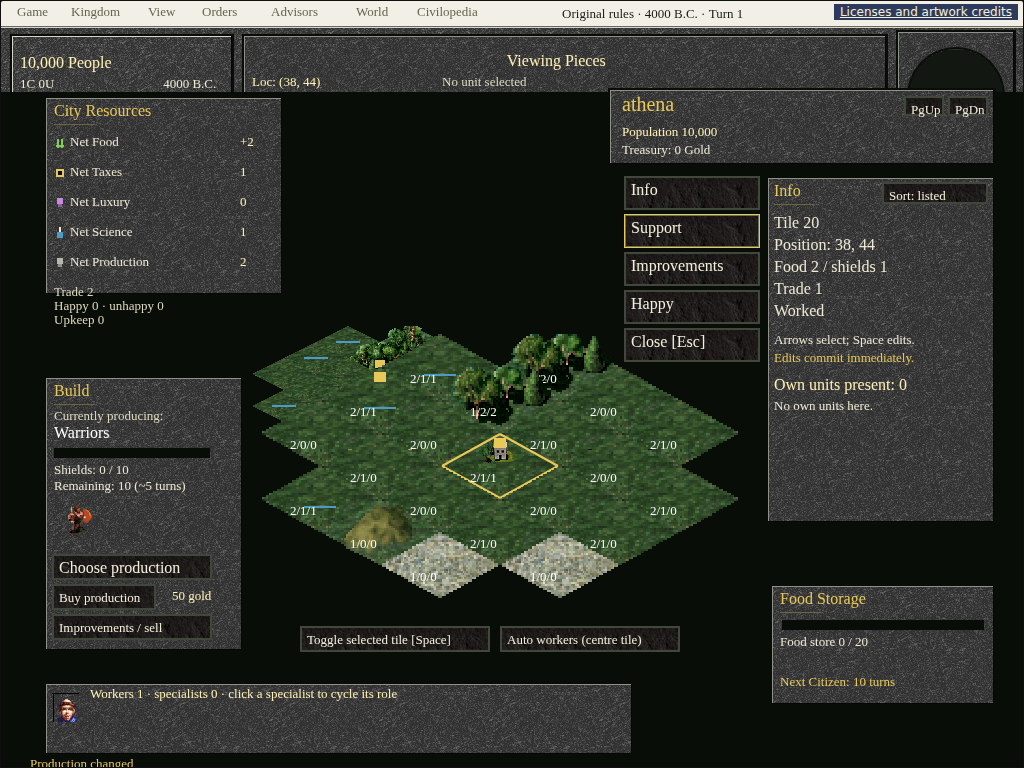 Game Kingdom View Orders Advisors World Civilopedia Original rules · 4000 B.C. · Turn 1 Licenses and artwork credits
10,000 People
1C 0U 4000 B.C.
Viewing Pieces
Loc: (38, 44) No unit selected
City Resources
Net Food +2
Net Taxes 1
Net Luxury 0
Net Science 1
Net Production 2
Trade 2
Happy 0 · unhappy 0
Upkeep 0
athena
PgUp PgDn
Population 10,000
Treasury: 0 Gold
Info
Support
Improvements
Happy
Close [Esc]
Info
Sort: listed
Tile 20
Position: 38, 44
Food 2 / shields 1
Trade 1
Worked
Arrows select; Space edits.
Edits commit immediately.
Own units present: 0
No own units here.
Build
Currently producing:
Warriors
Shields: 0 / 10
Remaining: 10 (~5 turns)
Choose production
Buy production 50 gold
Improvements / sell
2/1/1 2/0
2/1/1 1/2/2 2/0/0
2/0/0 2/0/0 2/1/0 2/1/0
2/1/0 2/1/1 2/0/0
2/1/1 2/0/0 2/0/0 2/1/0
1/0/0 2/1/0 2/1/0
1/0/0 1/0/0
Toggle selected tile [Space] Auto workers (centre tile)
Food Storage
Food store 0 / 20
Next Citizen: 10 turns
Workers 1 · specialists 0 · click a specialist to cycle its role
Production changed